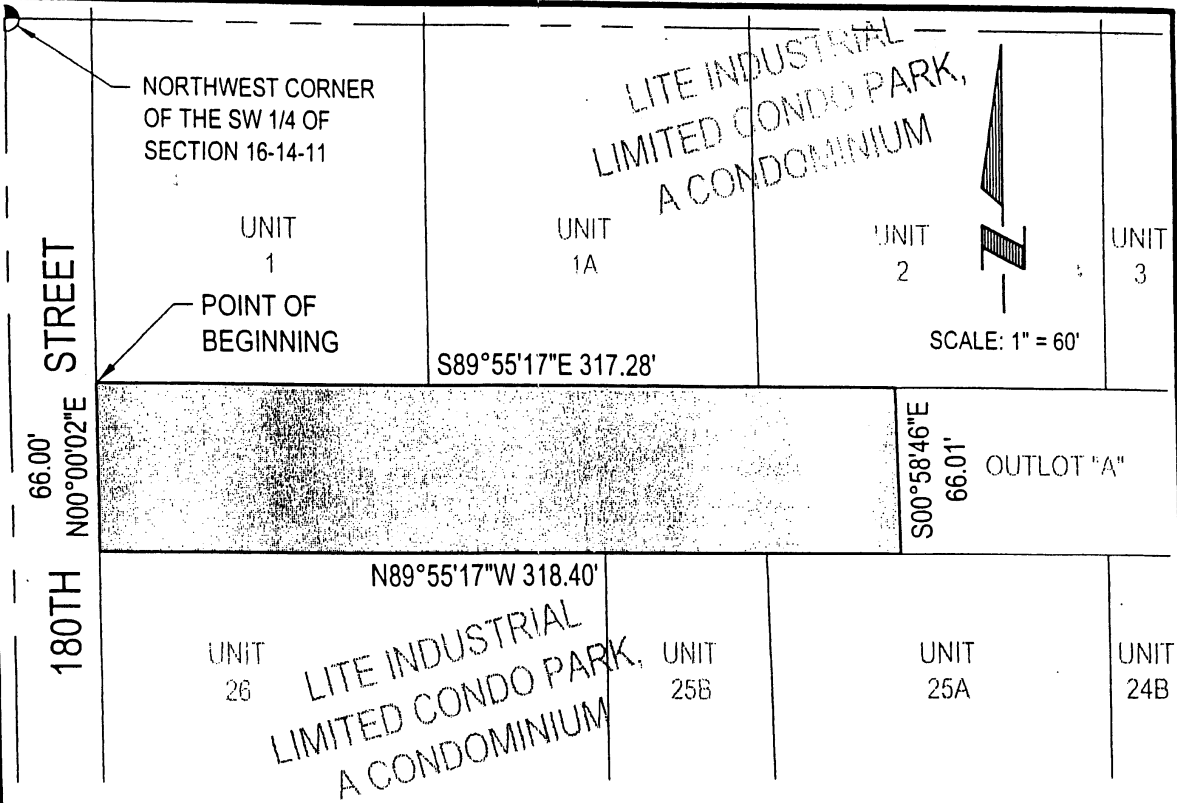 LITE INDUSTRIAL
LIMITED CONDO PARK,
A CONDOMINIUM
NORTHWEST CORNER
OF THE SW 1/4 OF
SECTION 16-14-11
UNIT
1
UNIT
1A
UNIT
2
UNIT
3
POINT OF
BEGINNING
SCALE: 1" = 60'
S89°55'17"E 317.28'
180TH STREET
66.00'
N00°00'02"E
S00°58'46"E
66.01'
OUTLOT "A"
N89°55'17"W 318.40'
UNIT
26
LITE INDUSTRIAL
LIMITED CONDO PARK,
A CONDOMINIUM
UNIT
25B
UNIT
25A
UNIT
24B